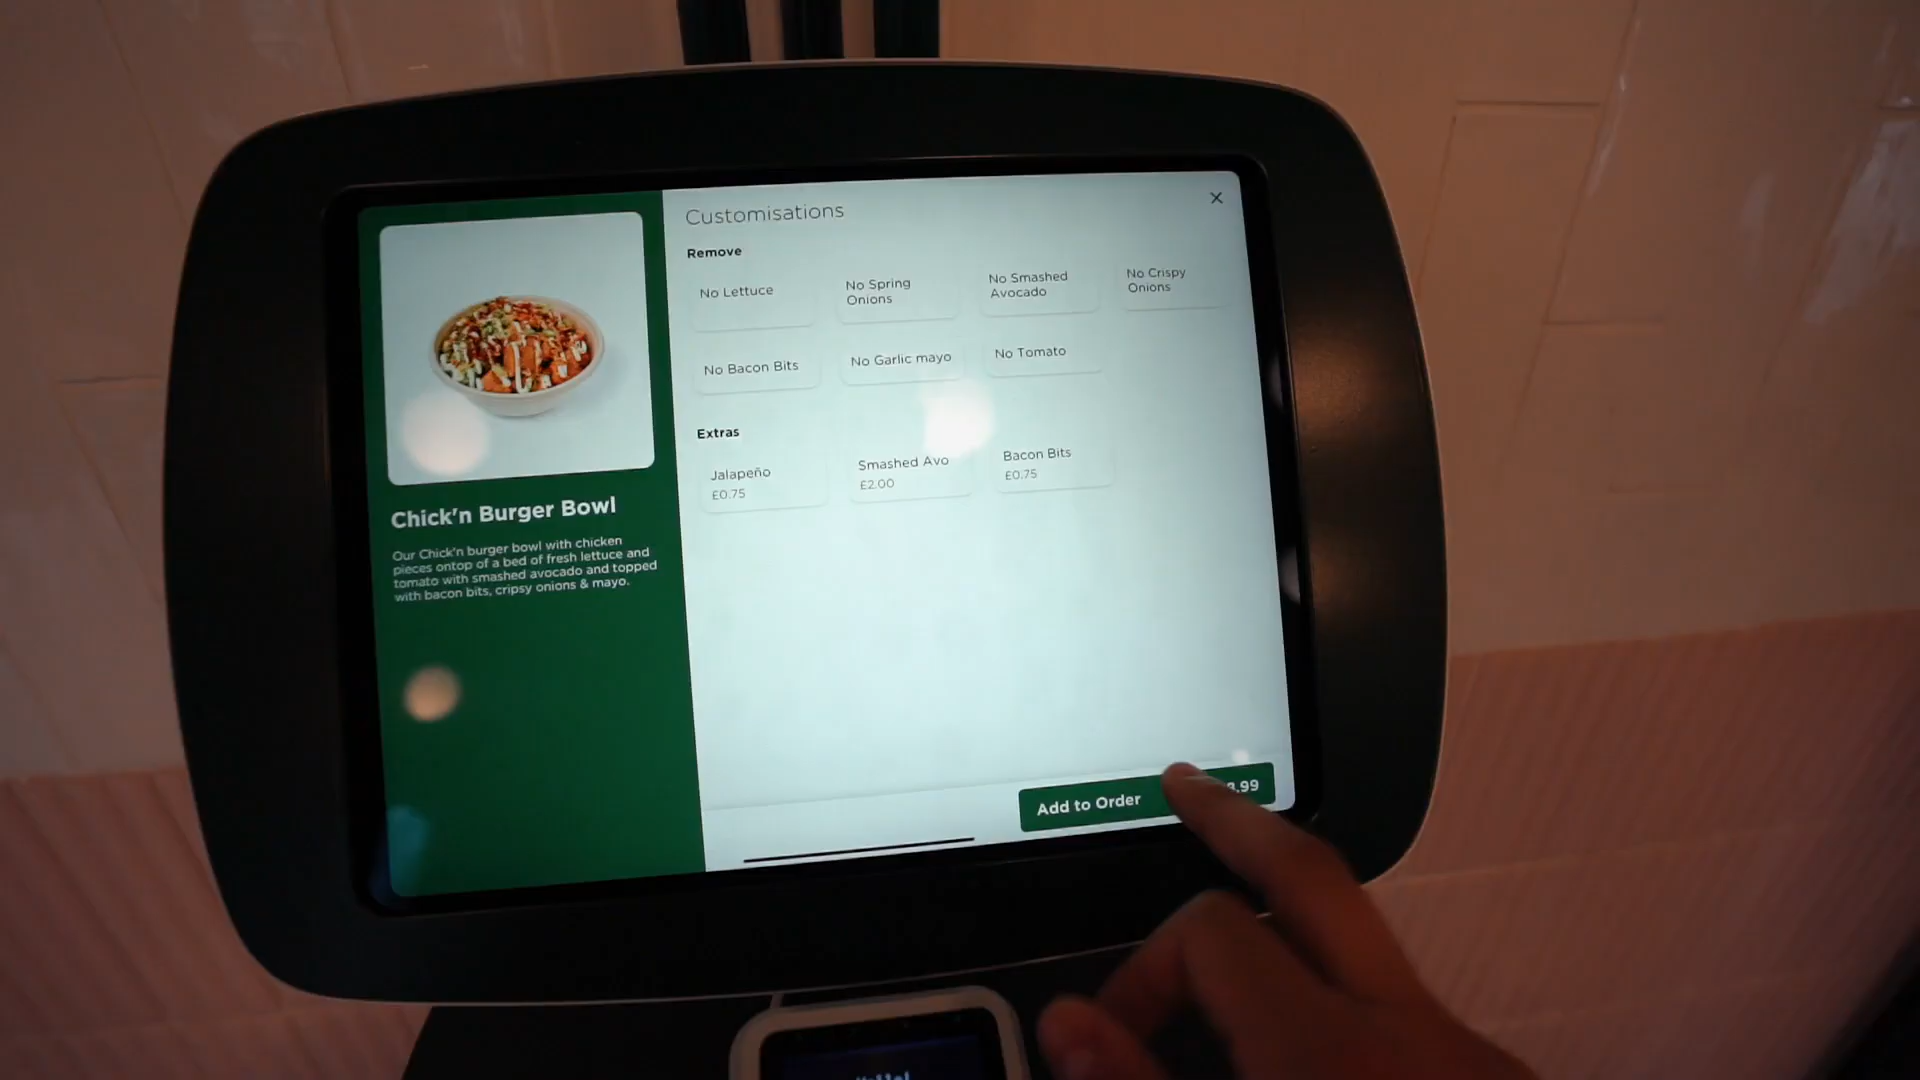 Customisations
Remove
No Lettuce
No Spring
Onions
No Smashed
Avocado
No Crispy
Onions
No Bacon Bits
No Garlic mayo
No Tomato
Extras
Jalapeño
£0.75
Smashed Avo
£2.00
Bacon Bits
£0.75
Chick'n Burger Bowl
Our Chick'n burger bowl with chicken
pieces ontop of a bed of fresh lettuce and
tomato with smashed avocado and topped
with bacon bits, cripsy onions & mayo.
Add to Order
.99